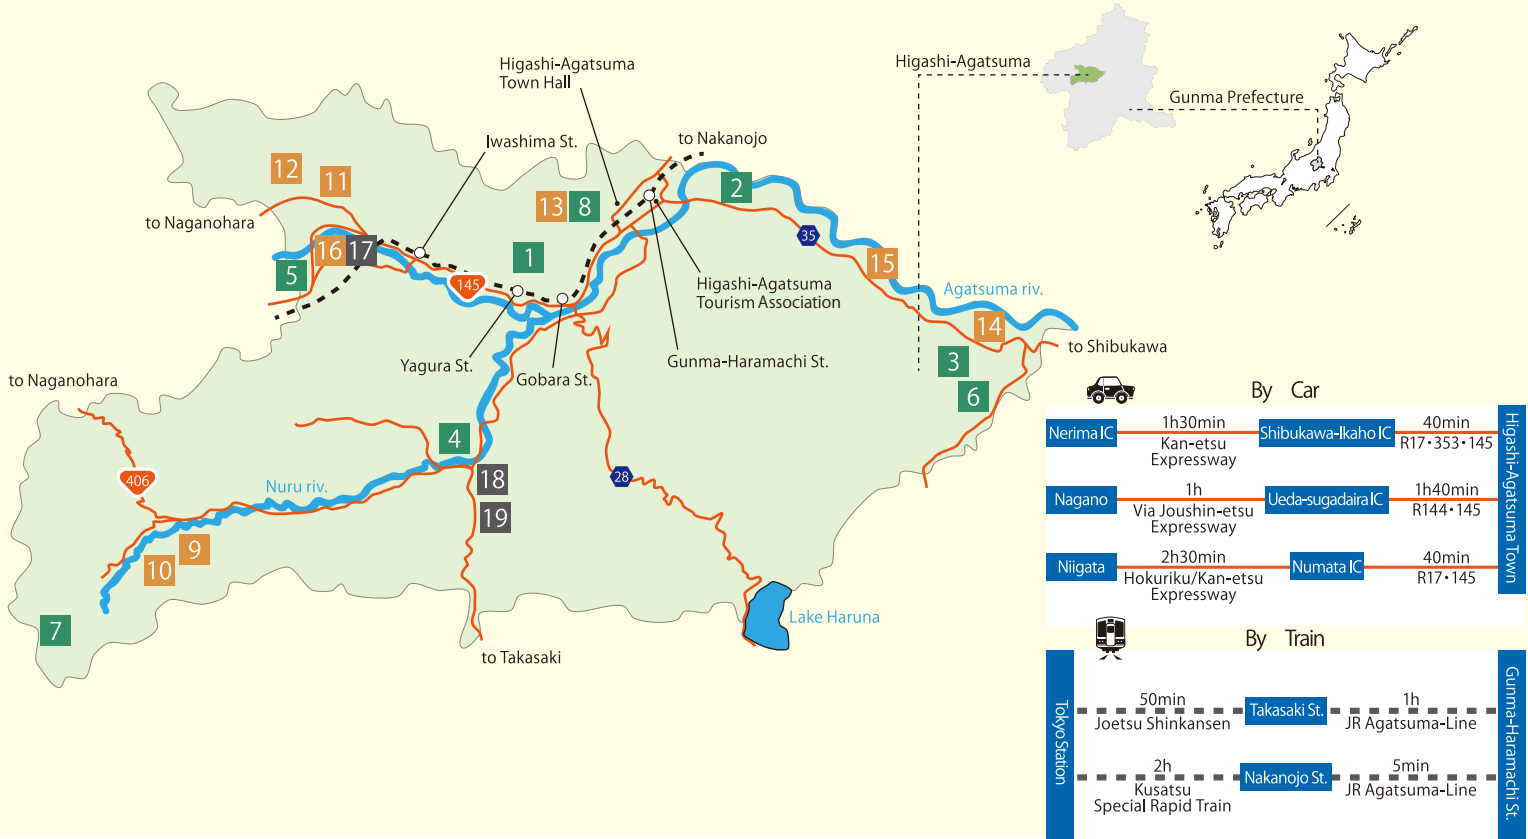 Higashi-Agatsuma
Town Hall
Iwashima St.
to Nakanojo
Higashi-Agatsuma
Gunma Prefecture
12
11
13
8
2
to Naganohara
16
17
5
1
35
15
145
Higashi-Agatsuma
Tourism Association
Agatsuma riv.
14
to Shibukawa
Yagura St.
Gobara St.
Gunma-Haramachi St.
3
6
to Naganohara
4
406
Nuru riv.
18
28
19
9
10
7
Lake Haruna
to Takasaki
By Car
Nerima IC
1h30min
Kan-etsu
Expressway
Shibukawa-Ikaho IC
40min
R17・353・145
Nagano
1h
Via Joushin-etsu
Expressway
Ueda-sugadaira IC
1h40min
R144・145
Niigata
2h30min
Hokuriku/Kan-etsu
Expressway
Numata IC
40min
R17・145
Higashi-Agatsuma Town
By Train
Tokyo Station
50min
Joetsu Shinkansen
Takasaki St.
1h
JR Agatsuma-Line
2h
Kusatsu
Special Rapid Train
Nakanojo St.
5min
JR Agatsuma-Line
Gunma-Haramachi St.